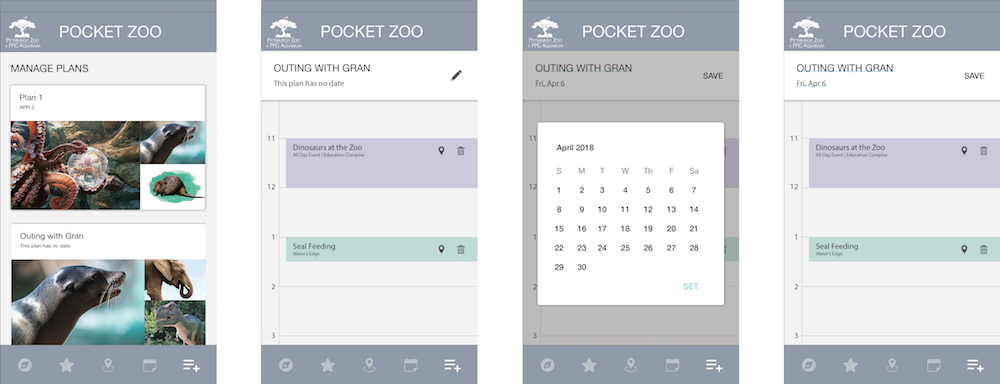 PITTSBURGH ZOO
& PPG AQUARIUM
POCKET ZOO
MANAGE PLANS
Plan 1
APR 3
Outing with Gran
This plan has no date
POCKET ZOO
PITTSBURGH ZOO
& PPG AQUARIUM
OUTING WITH GRAN
This plan has no date
11
Dinosaurs at the Zoo
All Day Event | Education Complex
12
1
Seal Feeding
Water's Edge
2
3
POCKET ZOO
PITTSBURGH ZOO
& PPG AQUARIUM
OUTING WITH GRAN
Fri, Apr 6
SAVE
11
12
1
2
3
April 2018
S M T W Th F Sa
1 2 3 4 5 6 7
8 9 10 11 12 13 14
15 16 17 18 19 20 21
22 23 24 25 26 27 28
29 30
SET
POCKET ZOO
PITTSBURGH ZOO
& PPG AQUARIUM
OUTING WITH GRAN
Fri, Apr 6
SAVE
11
Dinosaurs at the Zoo
All Day Event | Education Complex
12
1
Seal Feeding
Water's Edge
2
3